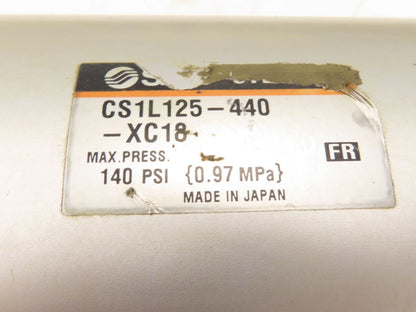 CS1L125-440
-XC18
MAX.PRESS.
140 PSI {0.97 MPa}
FR
MADE IN JAPAN